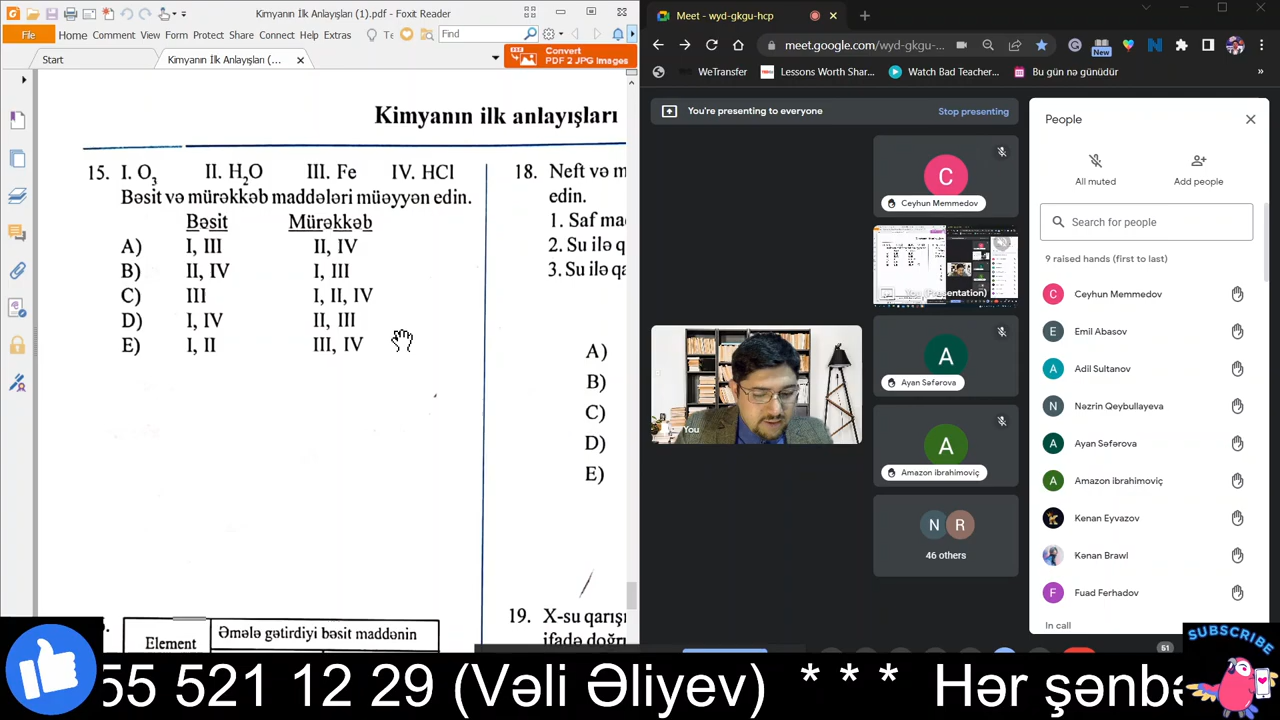 Kimyanın İlk Anlayışları (1).pdf - Foxit Reader
File Home Comment View Form Protect Share Connect Help Extras Find
Start
Kimyanın İlk Anlayışları (...
Convert
PDF 2 JPG Images
Kimyanın ilk anlayışları
15. I. O3 II. H2O III. Fe IV. HCl
Bəsit və mürəkkəb maddələri müəyyən edin.
Bəsit Mürəkkəb
A) I, III II, IV
B) II, IV I, III
C) III I, II, IV
D) I, IV II, III
E) I, II III, IV
18. Neft və
edin.
1. Saf
2. Su ilə
3. Su ilə
A)
B)
C)
D)
E)
19. X-su
ifadə
Element
Əmələ gətirdiyi bəsit maddənin
Meet - wyd-gkgu-hcp
meet.google.com/wyd-gkgu-...
New
WeTransfer
Lessons Worth Shar...
Watch Bad Teacher...
Bu gün nə günüdür
You're presenting to everyone
Stop presenting
C
Ceyhun Memmedov
You (Presentation)
You
A
Ayan Səfərova
A
Amazon ibrahimoviç
N R
46 others
People
All muted
Add people
Search for people
9 raised hands (first to last)
C Ceyhun Memmedov
E Emil Abasov
A Adil Sultanov
N Nəzrin Qeybullayeva
A Ayan Səfərova
A Amazon ibrahimoviç
Kenan Eyvazov
Kənan Brawl
Fuad Ferhadov
In call
61
SUBSCRIBE
55 521 12 29 (Vəli Əliyev) * * * Hər şənbə